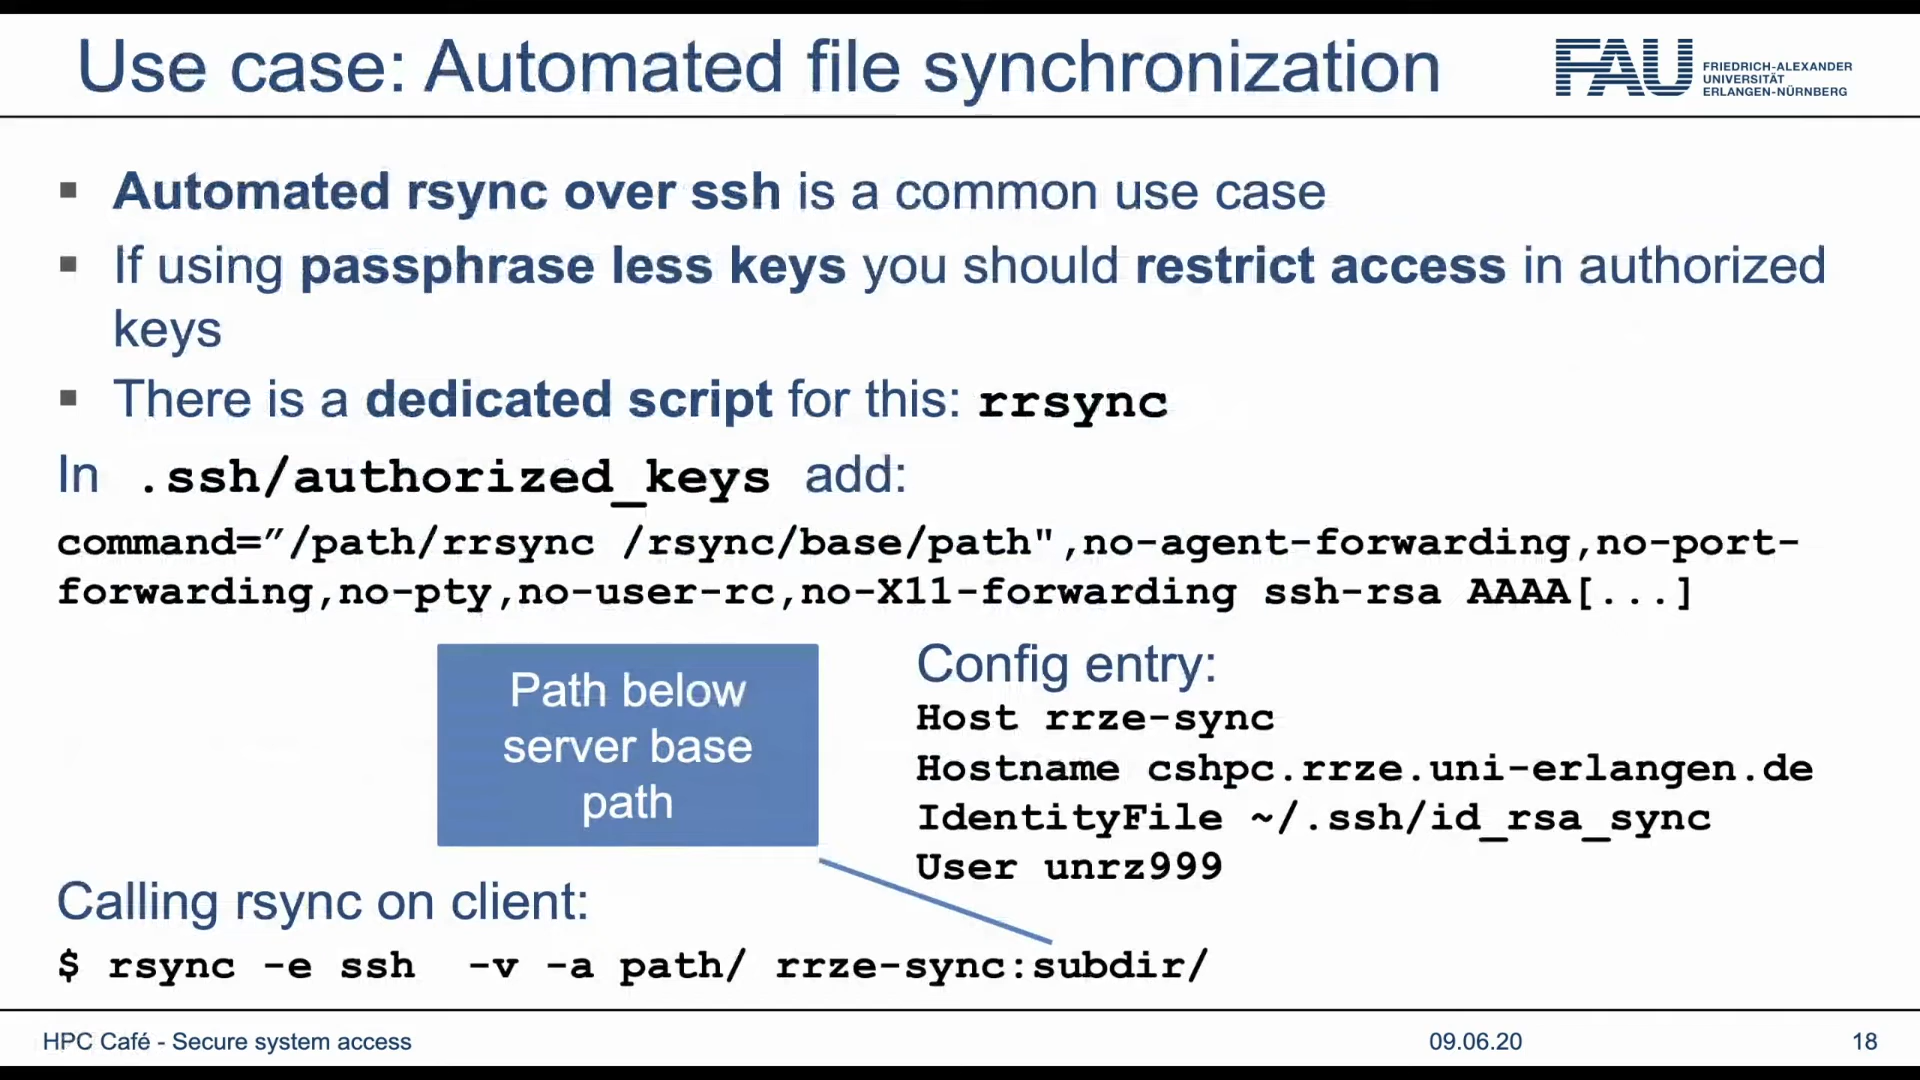 Use case: Automated file synchronization
FAU
FRIEDRICH-ALEXANDER
UNIVERSITÄT
ERLANGEN-NÜRNBERG
▪ Automated rsync over ssh is a common use case
▪ If using passphrase less keys you should restrict access in authorized
keys
▪ There is a dedicated script for this: rrsync
In .ssh/authorized_keys add:
command=”/path/rrsync /rsync/base/path",no-agent-forwarding,no-port-
forwarding,no-pty,no-user-rc,no-X11-forwarding ssh-rsa AAAA[...]
Path below
server base
path
Config entry:
Host rrze-sync
Hostname cshpc.rrze.uni-erlangen.de
IdentityFile ~/.ssh/id_rsa_sync
User unrz999
Calling rsync on client:
$ rsync -e ssh  -v -a path/ rrze-sync:subdir/
HPC Café - Secure system access
09.06.20
18